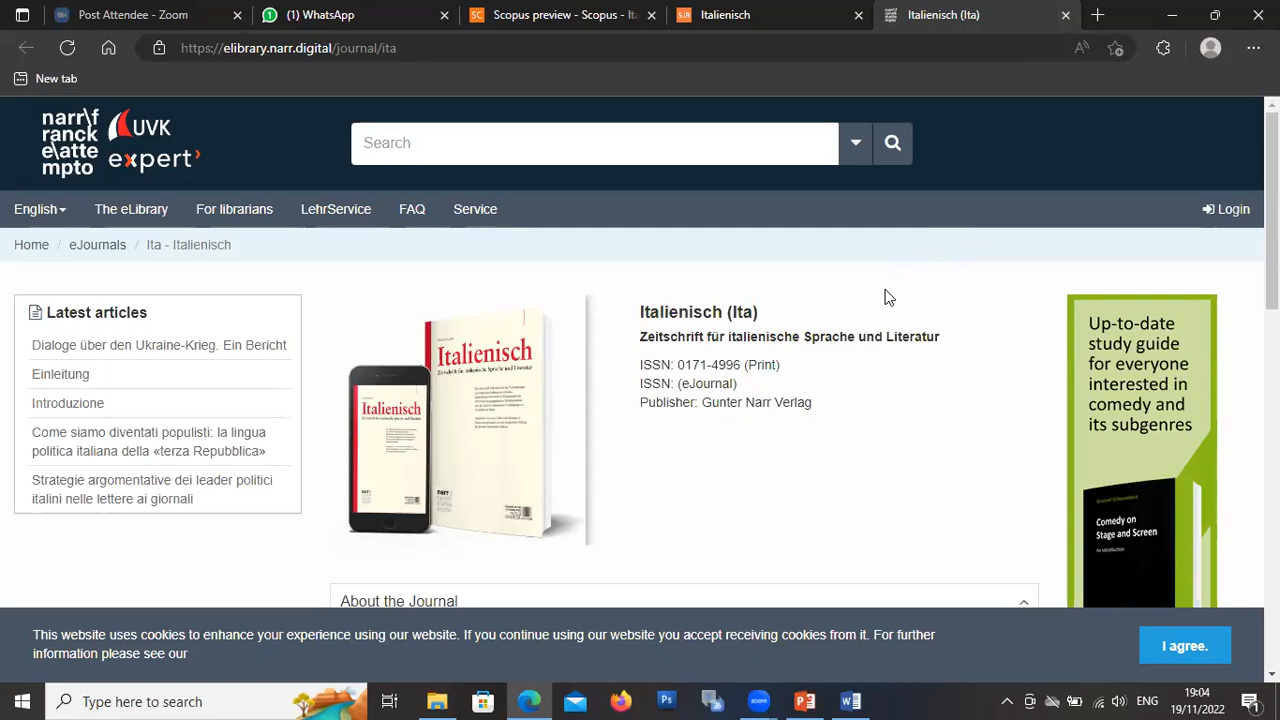 Post Attendee - Zoom
(1) WhatsApp
Scopus preview - Scopus - Ita
Italienisch
Italienisch (Ita)
https://elibrary.narr.digital/journal/ita
New tab
narr\f
ranck
e\atte
mpto
UVK
expert
Search
English
The eLibrary
For librarians
LehrService
FAQ
Service
Login
Home / eJournals / Ita - Italienisch
Latest articles
Dialoge über den Ukraine-Krieg. Ein Bericht
Einleitung
Introduzione
Come siamo diventati populisti: la lingua
politica italiana della «terza Repubblica»
Strategie argomentative dei leader politici
italini nelle lettere ai giornali
Italienisch
Zeitschrift für italienische Sprache und Literatur
Italienisch
narr
Italienisch (Ita)
Zeitschrift für italienische Sprache und Literatur
ISSN: 0171-4996 (Print)
ISSN: (eJournal)
Publisher: Gunter Narr Verlag
Up-to-date
study guide
for everyone
interested in
comedy and
its subgenres
Comedy on
Stage and Screen
An Introduction
About the Journal
This website uses cookies to enhance your experience using our website. If you continue using our website you accept receiving cookies from it. For further
information please see our
I agree.
Type here to search
ENG
19:04
19/11/2022